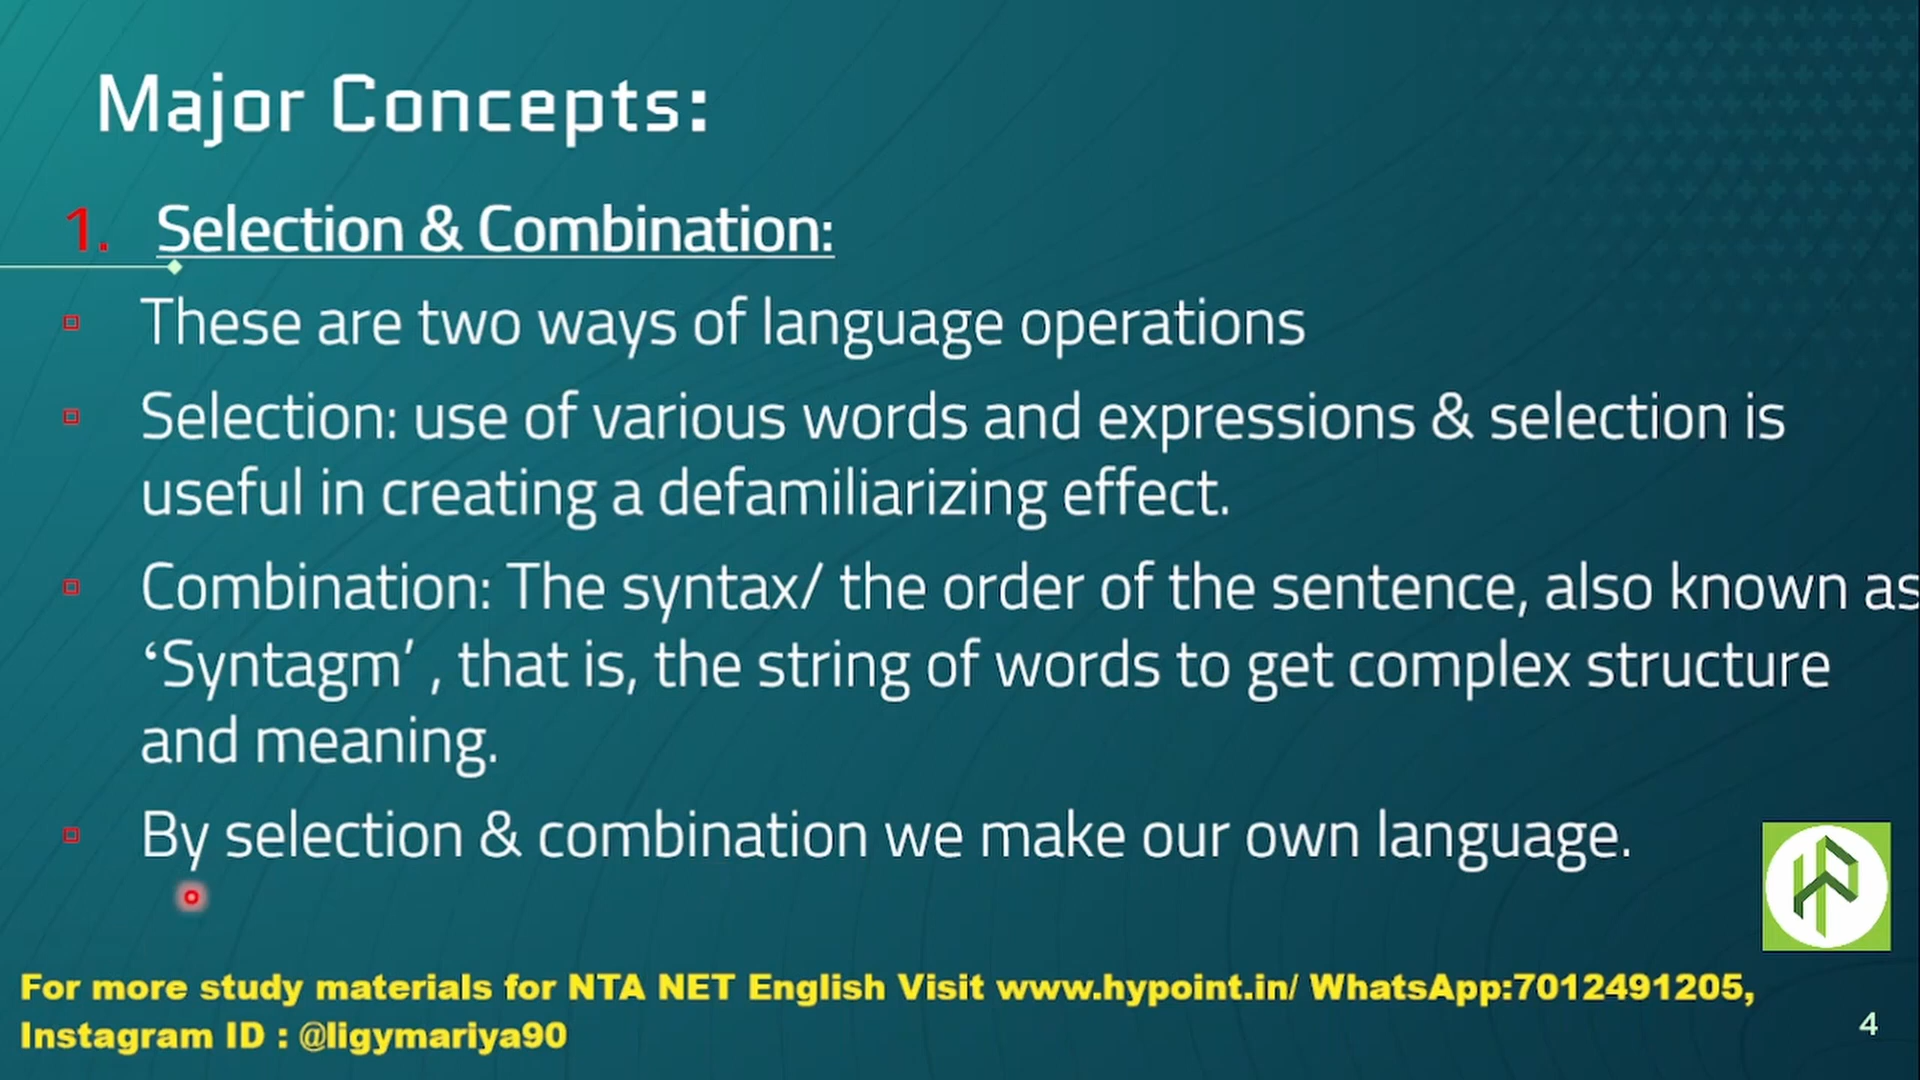 Major Concepts:
1. Selection & Combination:
These are two ways of language operations
Selection: use of various words and expressions & selection is
useful in creating a defamiliarizing effect.
Combination: The syntax/ the order of the sentence, also known as
‘Syntagm’ , that is, the string of words to get complex structure
and meaning.
By selection & combination we make our own language.
For more study materials for NTA NET English Visit www.hypoint.in/ WhatsApp:7012491205,
Instagram ID : @ligymariya90
4